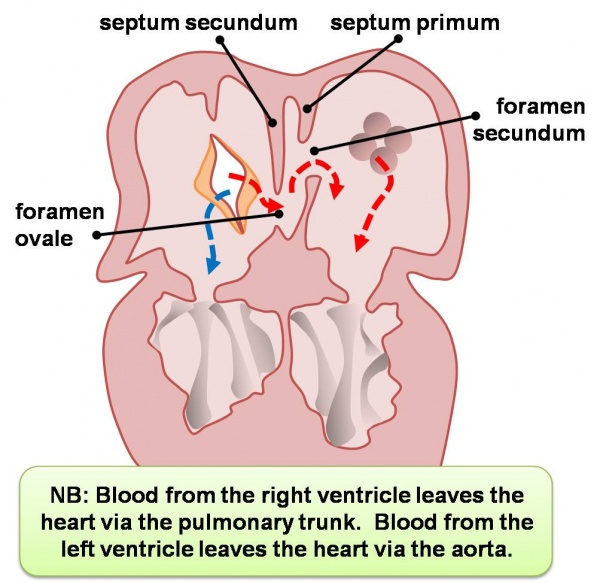 septum secundum
septum primum
foramen
secundum
foramen
ovale
NB: Blood from the right ventricle leaves the
heart via the pulmonary trunk.  Blood from the
left ventricle leaves the heart via the aorta.